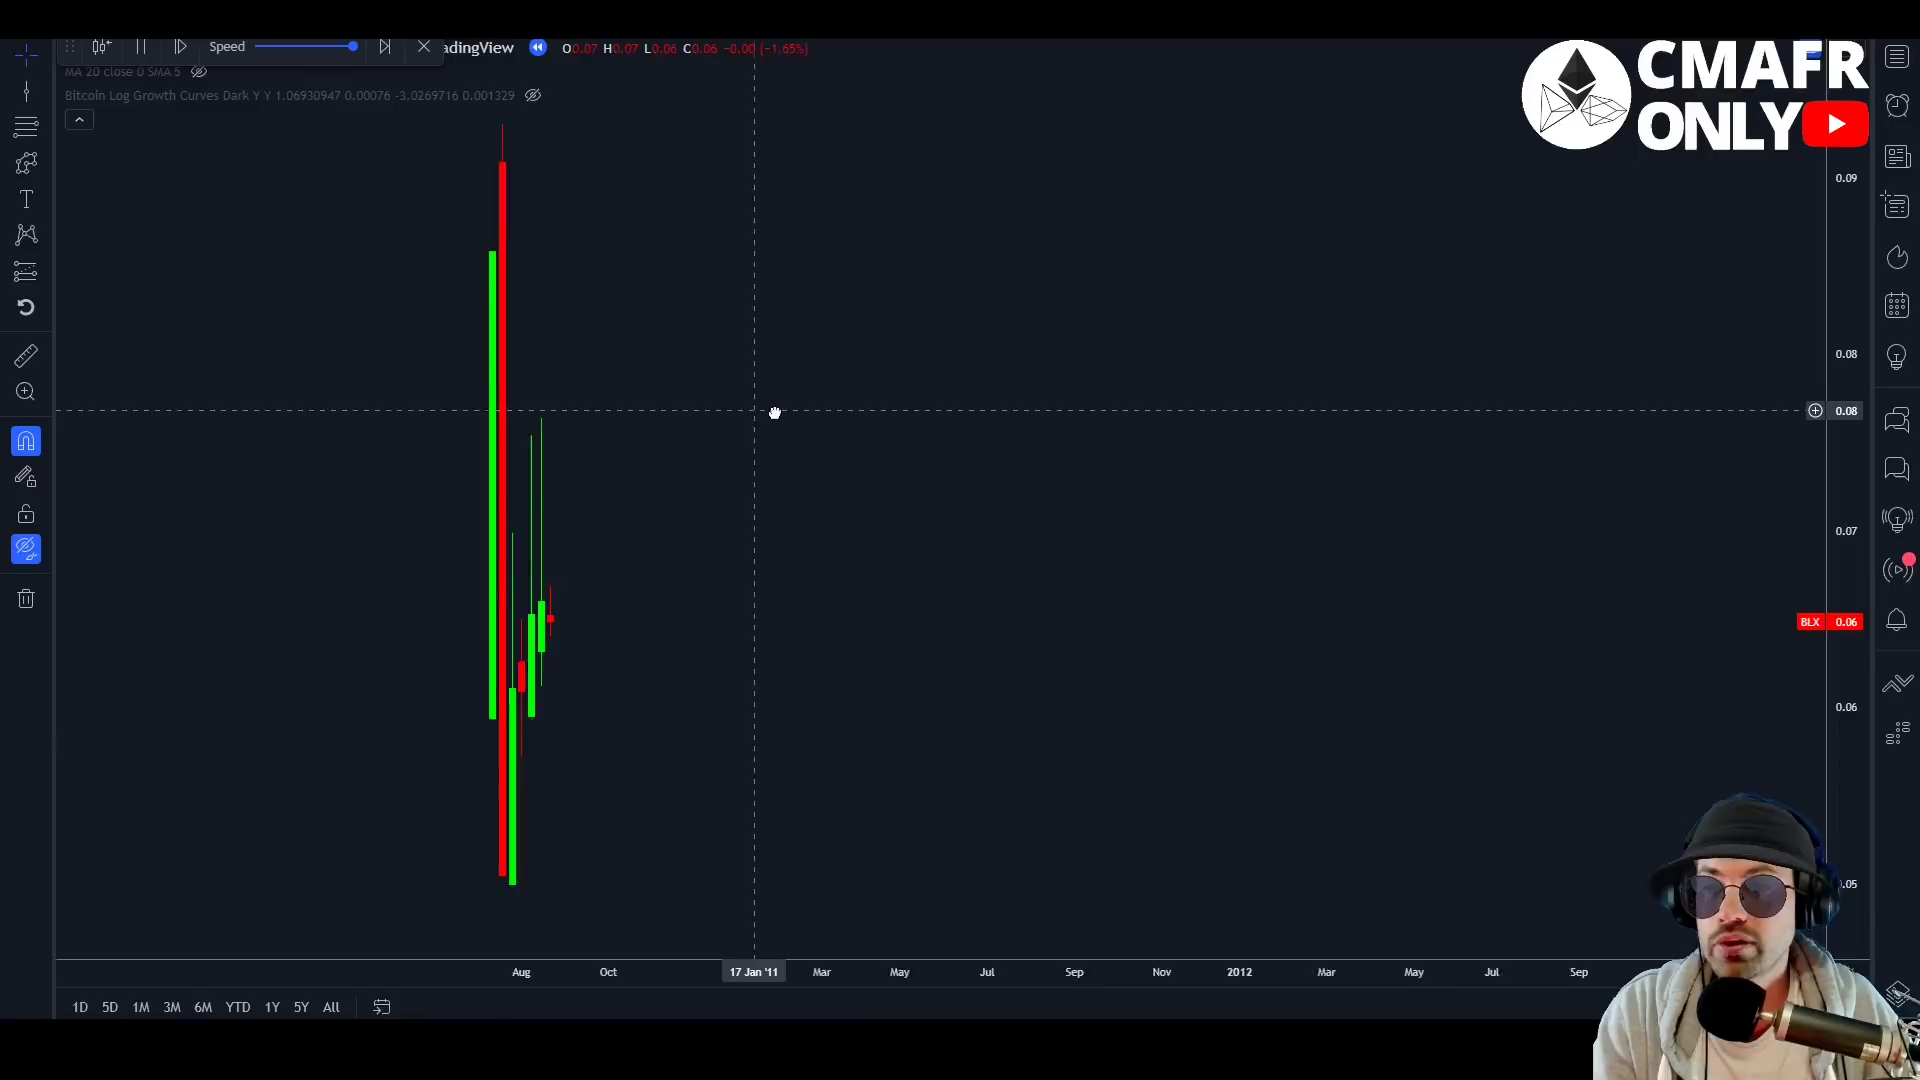 Speed
adingView
O0.07 H0.07 L0.06 C0.06 −0.00 (−1.65%)
MA 20 close 0 SMA 5
Bitcoin Log Growth Curves Dark Y Y 1.06930947 0.00076 -3.0269716 0.001329
CMAFR
ONLY
0.09
0.08
0.08
0.07
BLX 0.06
0.06
.05
Aug
Oct
17 Jan '11
Mar
May
Jul
Sep
Nov
2012
Mar
May
Jul
Sep
1D 5D 1M 3M 6M YTD 1Y 5Y All